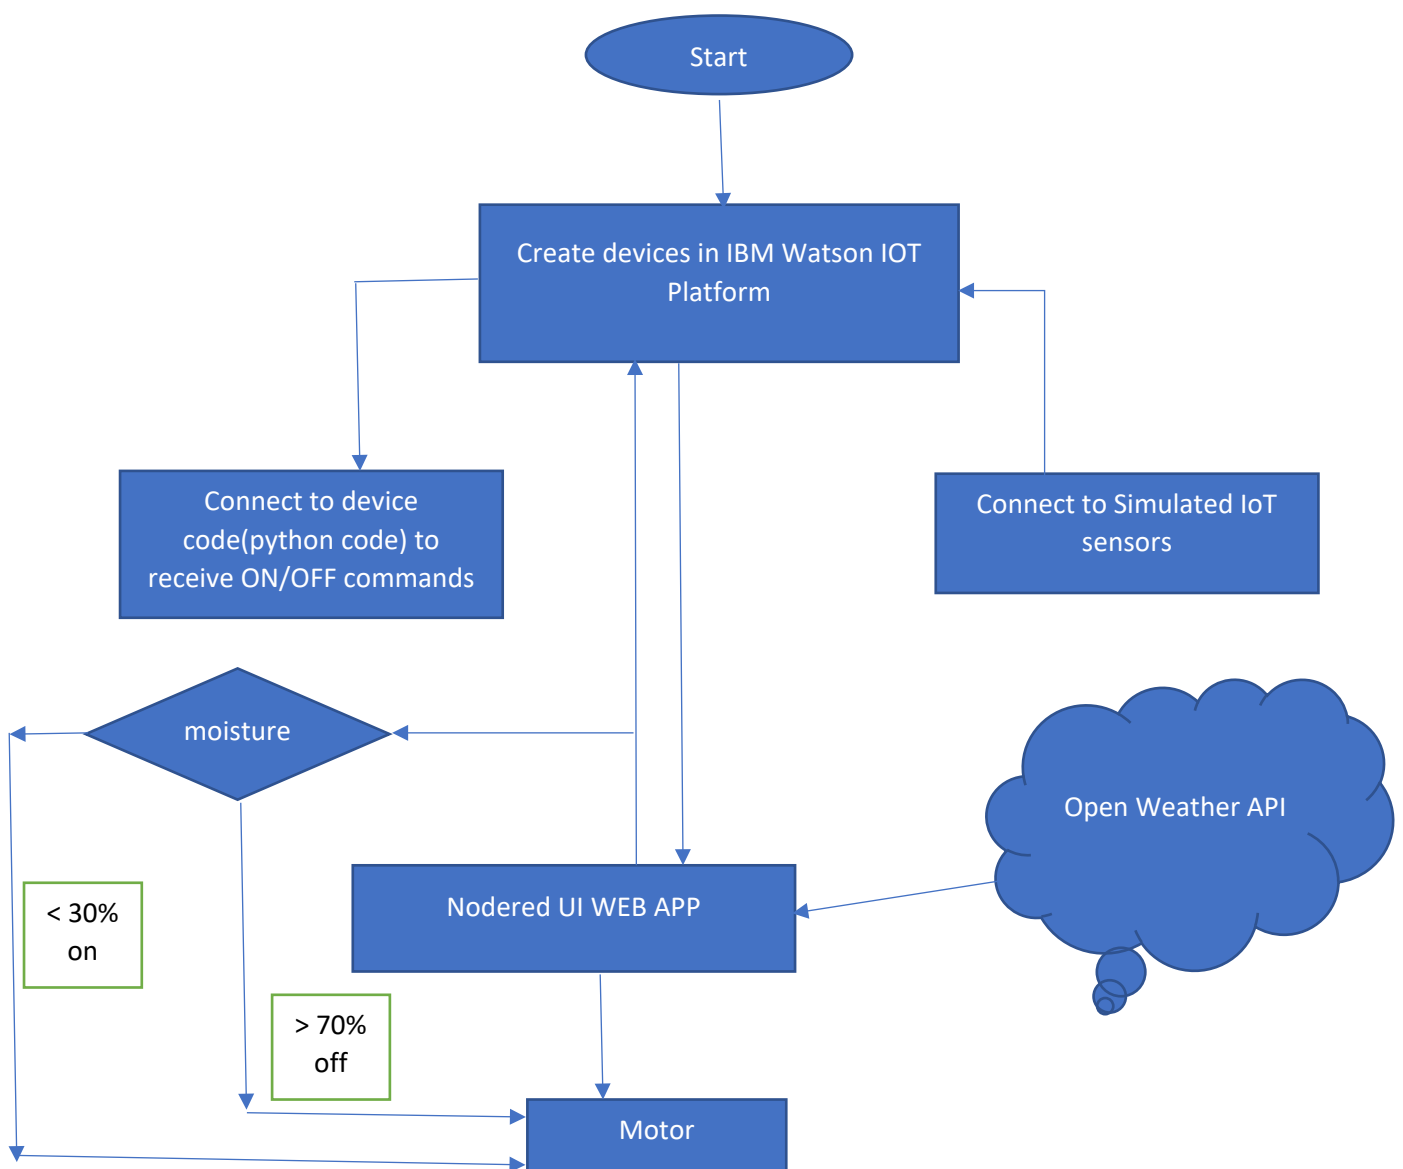 Start
Create devices in IBM Watson IOT
Platform
Connect to device
code(python code) to
receive ON/OFF commands
Connect to Simulated IoT
sensors
moisture
Open Weather API
< 30%
on
Nodered UI WEB APP
> 70%
off
Motor